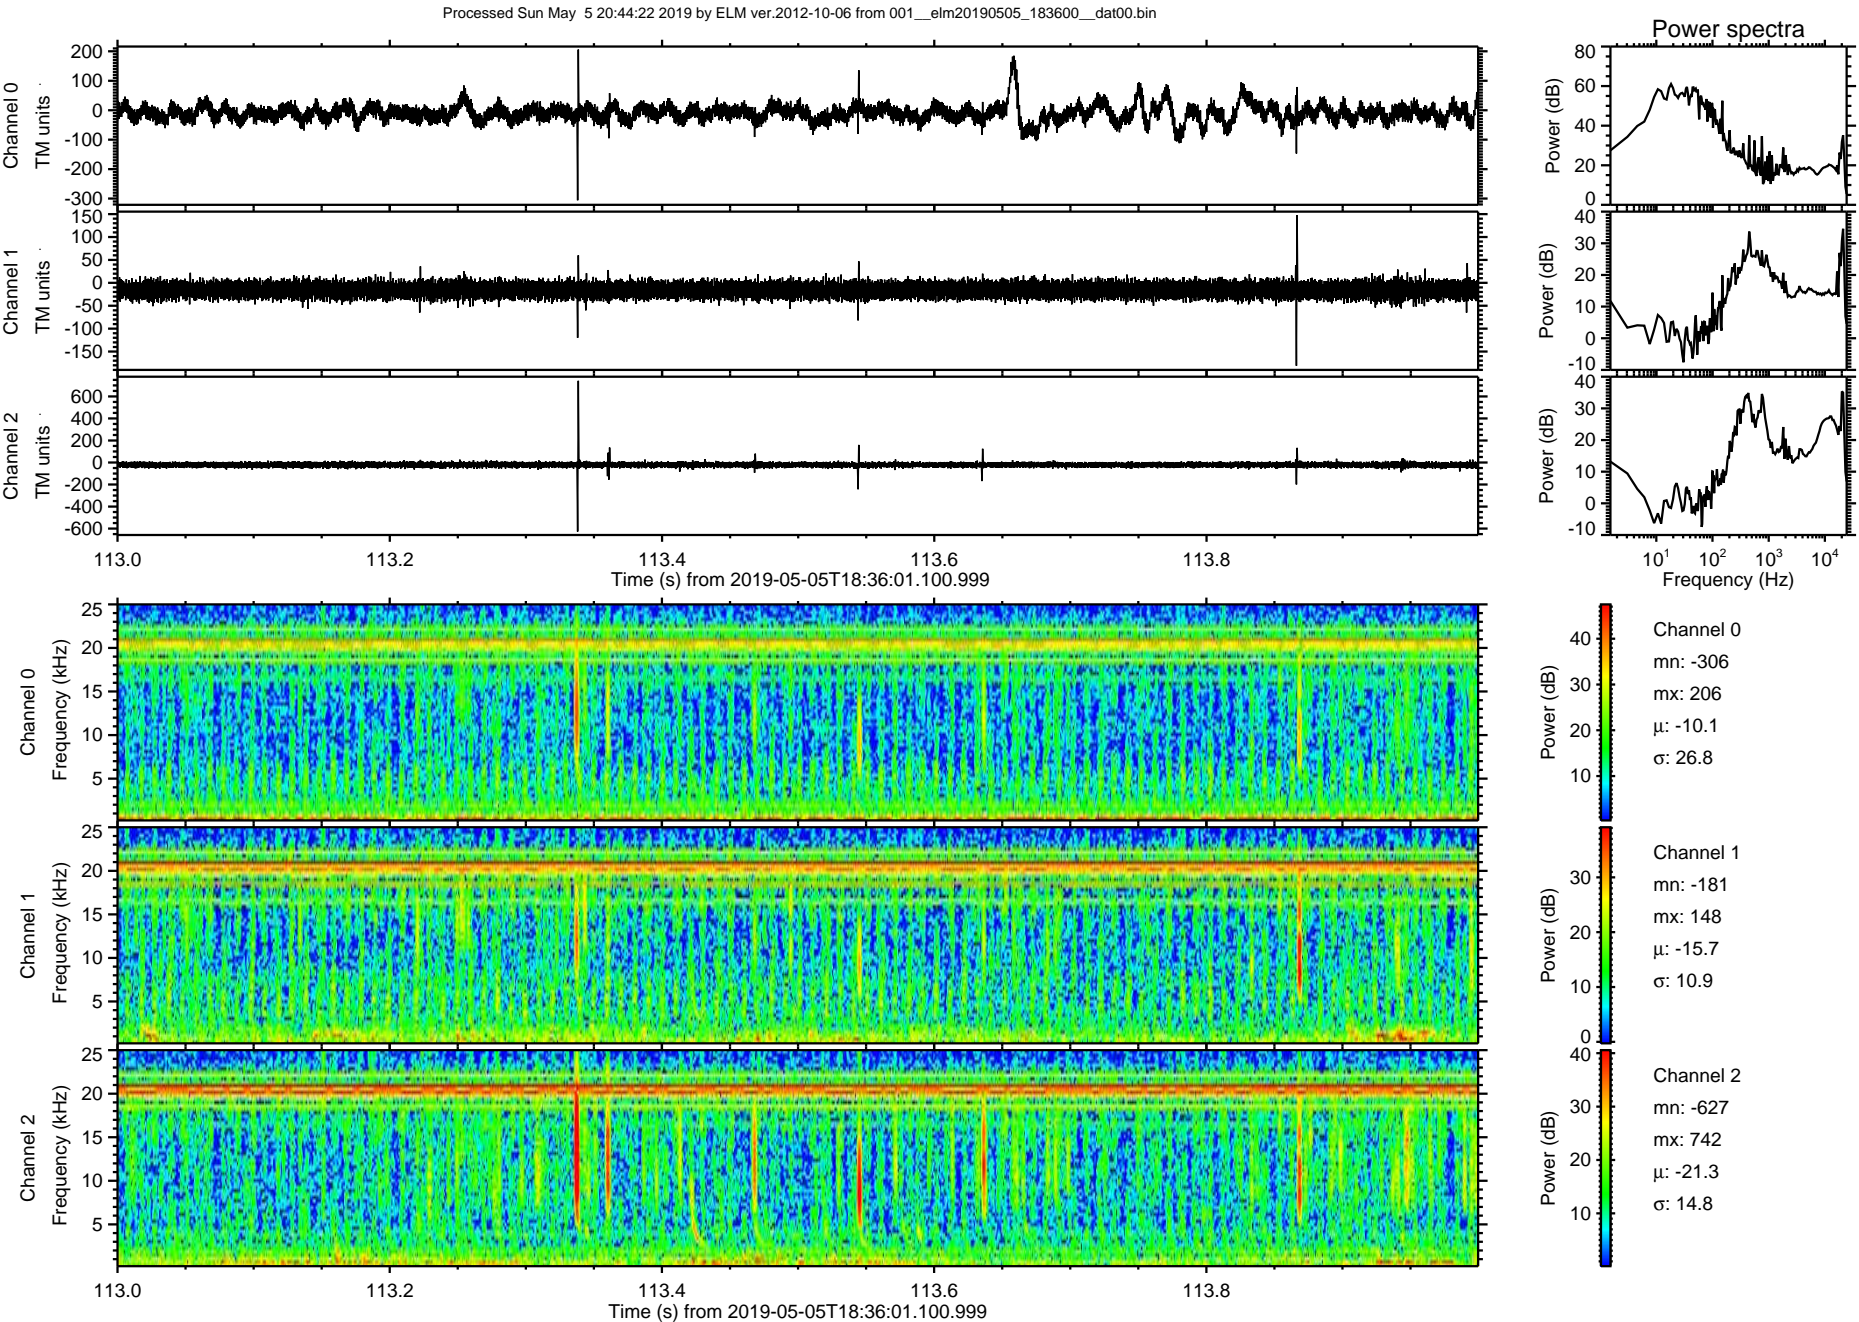 Processed Sun May  5 20:44:22 2019 by ELM ver.2012-10-06 from 001__elm20190505_183600__dat00.bin
Power spectra
Channel 0
TM units
200
100
0
-100
-200
-300
Power (dB)
80
60
40
20
0
Channel 1
TM units
150
100
50
0
-50
-100
-150
Power (dB)
40
30
20
10
0
-10
Channel 2
TM units
600
400
200
0
-200
-400
-600
Power (dB)
40
30
20
10
0
-10
113.0 113.2 113.4 113.6 113.8
Time (s) from 2019-05-05T18:36:01.100.999
10¹ 10² 10³ 10⁴
Frequency (Hz)
Channel 0
Frequency (kHz)
25
20
15
10
5
Power (dB)
40
30
20
10
Channel 0
mn: -306
mx: 206
µ: -10.1
σ: 26.8
Channel 1
Frequency (kHz)
25
20
15
10
5
Power (dB)
30
20
10
0
Channel 1
mn: -181
mx: 148
µ: -15.7
σ: 10.9
Channel 2
Frequency (kHz)
25
20
15
10
5
Power (dB)
40
30
20
10
Channel 2
mn: -627
mx: 742
µ: -21.3
σ: 14.8
113.0 113.2 113.4 113.6 113.8
Time (s) from 2019-05-05T18:36:01.100.999